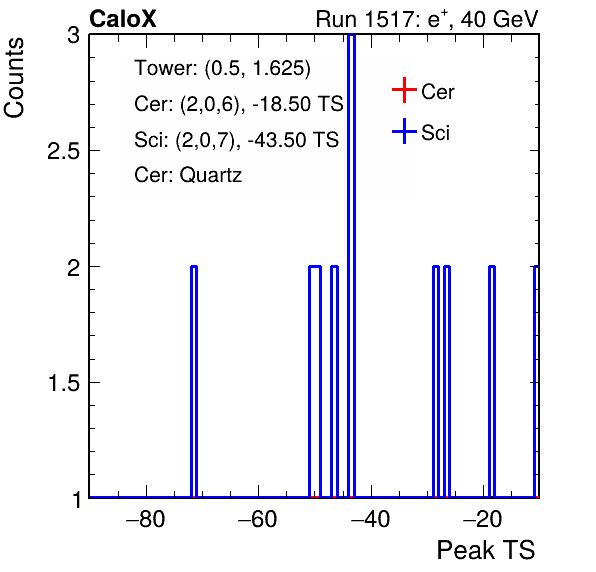 CaloX Run 1517: e+, 40 GeV
Counts
3
2.5
2
1.5
1
Tower: (0.5, 1.625)
Cer: (2,0,6), -18.50 TS
Sci: (2,0,7), -43.50 TS
Cer: Quartz
Cer
Sci
−80 −60 −40 −20
Peak TS